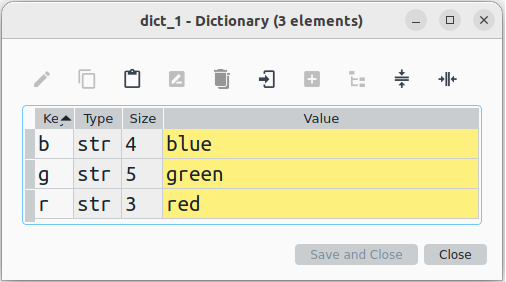 dict_1 - Dictionary (3 elements)
Key Type Size Value
b str 4 blue
g str 5 green
r str 3 red
Save and Close Close